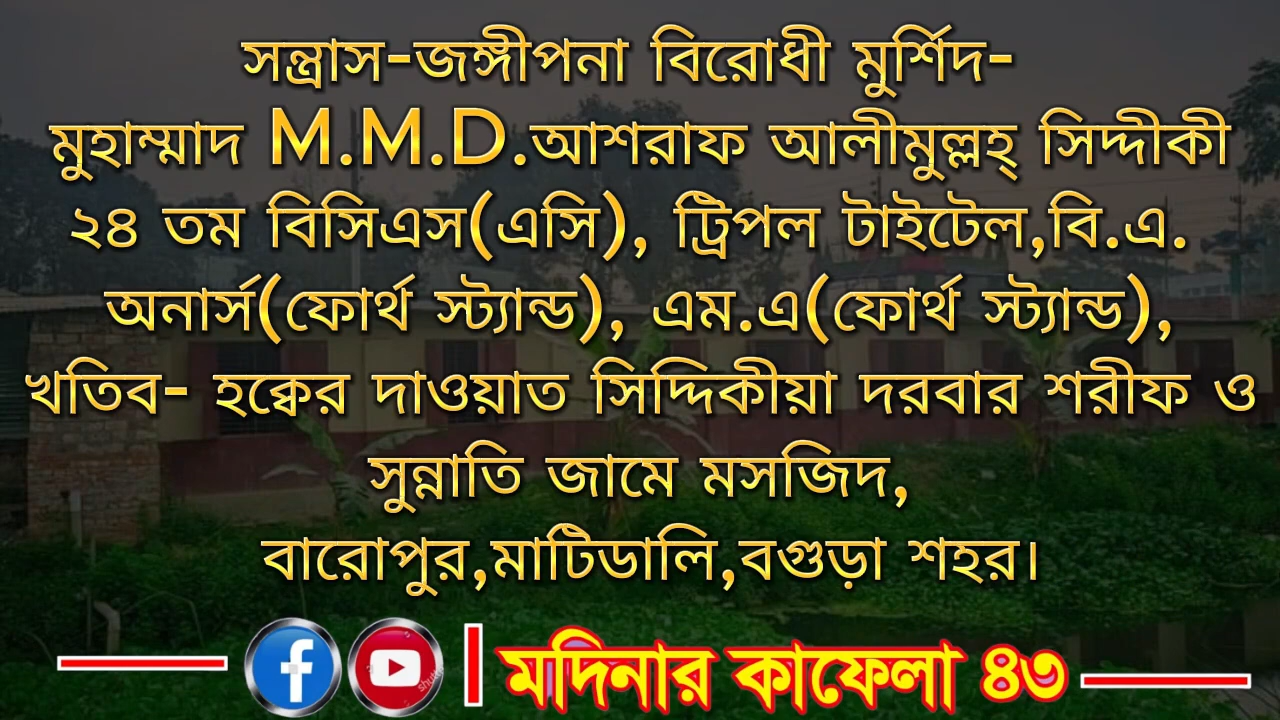 সন্ত্রাস-জঙ্গীপনা বিরোধী মুর্শিদ-
মুহাম্মাদ M.M.D.আশরাফ আলীমুল্লহ্ সিদ্দীকী
২৪ তম বিসিএস(এসি), ট্রিপল টাইটেল,বি.এ.
অনার্স(ফোর্থ স্ট্যান্ড), এম.এ(ফোর্থ স্ট্যান্ড),
খতিব- হক্বের দাওয়াত সিদ্দিকীয়া দরবার শরীফ ও
সুন্নাতি জামে মসজিদ,
বারোপুর,মাটিডালি,বগুড়া শহর।
মদিনার কাফেলা ৪৩